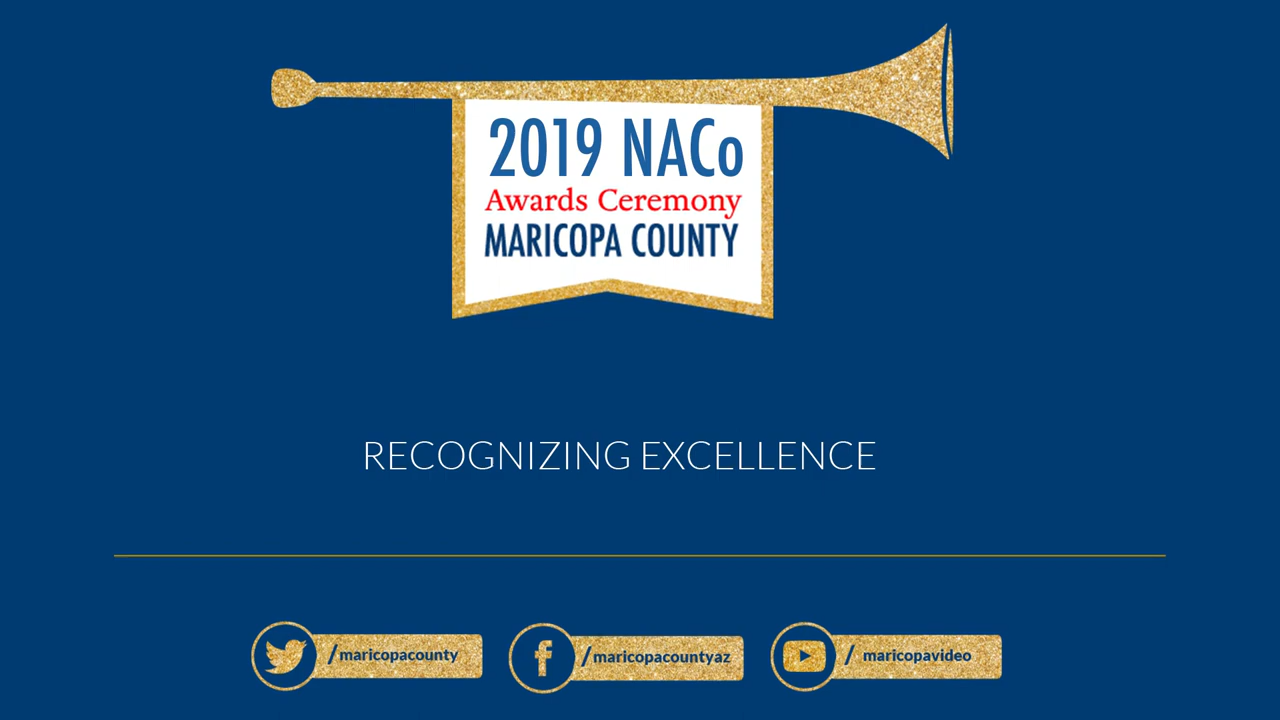 2019 NACo
Awards Ceremony
MARICOPA COUNTY
RECOGNIZING EXCELLENCE
/maricopacounty
/maricopacountyaz
/ maricopavideo